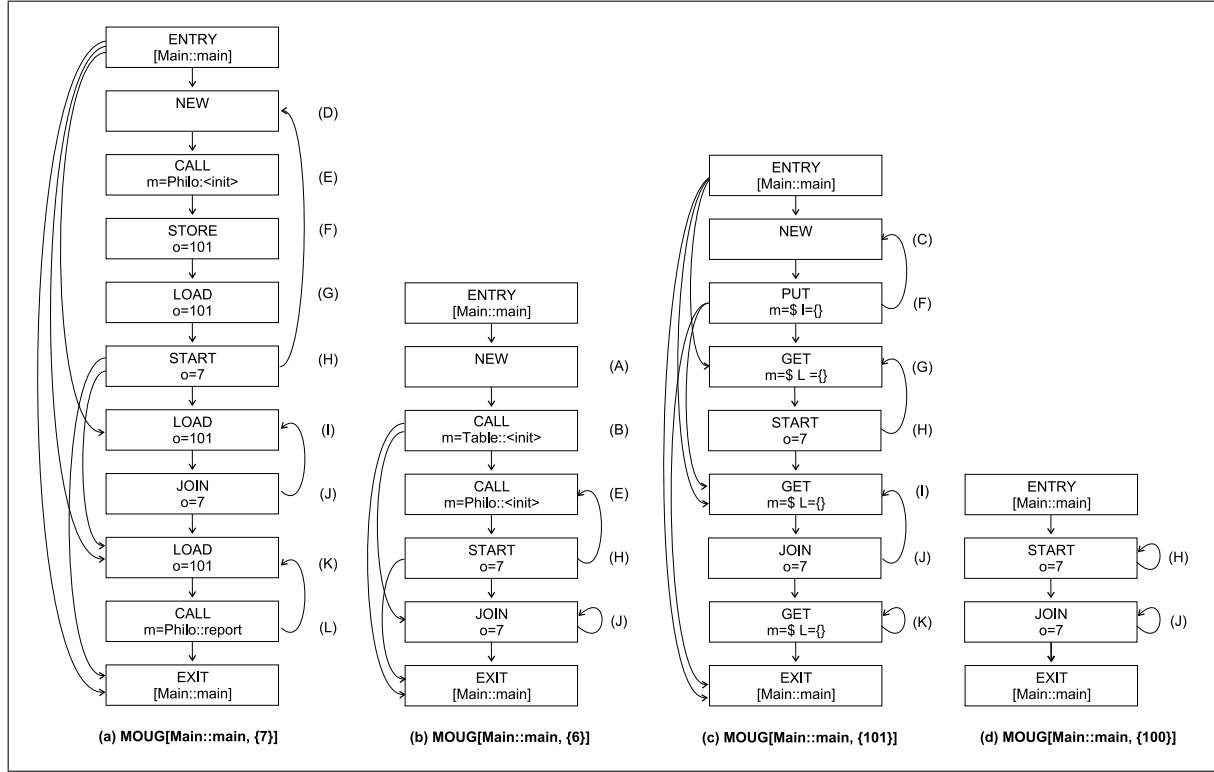 ENTRY
[Main::main]
NEW
(D)
CALL
m=Philo:<init>
(E)
STORE
o=101
(F)
LOAD
o=101
(G)
START
o=7
(H)
LOAD
o=101
(I)
JOIN
o=7
(J)
LOAD
o=101
(K)
CALL
m=Philo::report
(L)
EXIT
[Main::main]
(a) MOUG[Main::main, {7}]
ENTRY
[Main::main]
NEW
(A)
CALL
m=Table::<init>
(B)
CALL
m=Philo::<init>
(E)
START
o=7
(H)
JOIN
o=7
(J)
EXIT
[Main::main]
(b) MOUG[Main::main, {6}]
ENTRY
[Main::main]
NEW
(C)
PUT
m=$ I={}
(F)
GET
m=$ L ={}
(G)
START
o=7
(H)
GET
m=$ L={}
(I)
JOIN
o=7
(J)
GET
m=$ L={}
(K)
EXIT
[Main::main]
(c) MOUG[Main::main, {101}]
ENTRY
[Main::main]
START
o=7
(H)
JOIN
o=7
(J)
EXIT
[Main::main]
(d) MOUG[Main::main, {100}]